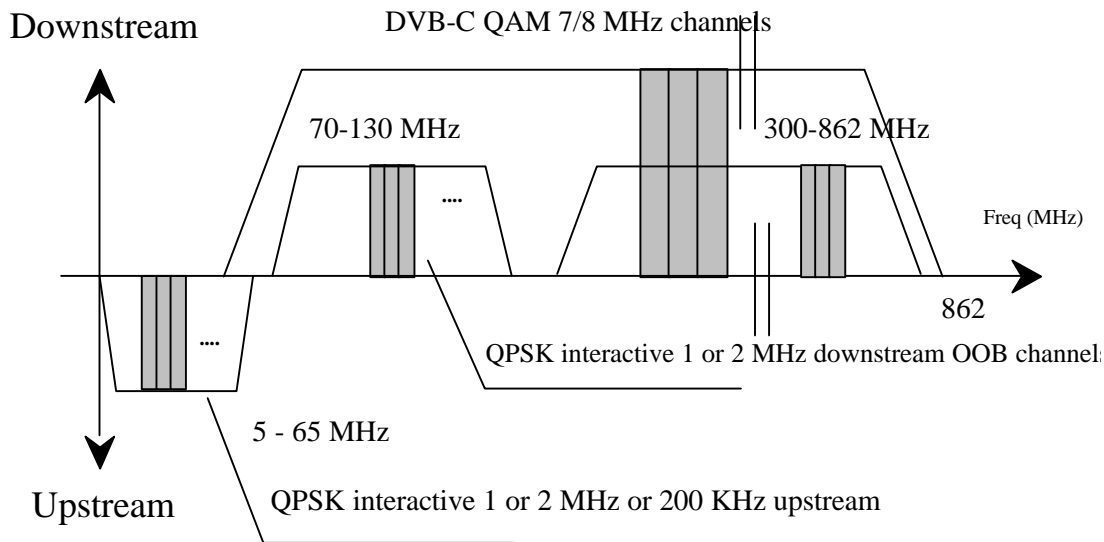 Downstream
DVB-C QAM 7/8 MHz channels
70-130 MHz
300-862 MHz
....
Freq (MHz)
862
....
QPSK interactive 1 or 2 MHz downstream OOB channels
5 - 65 MHz
Upstream
QPSK interactive 1 or 2 MHz or 200 KHz upstream